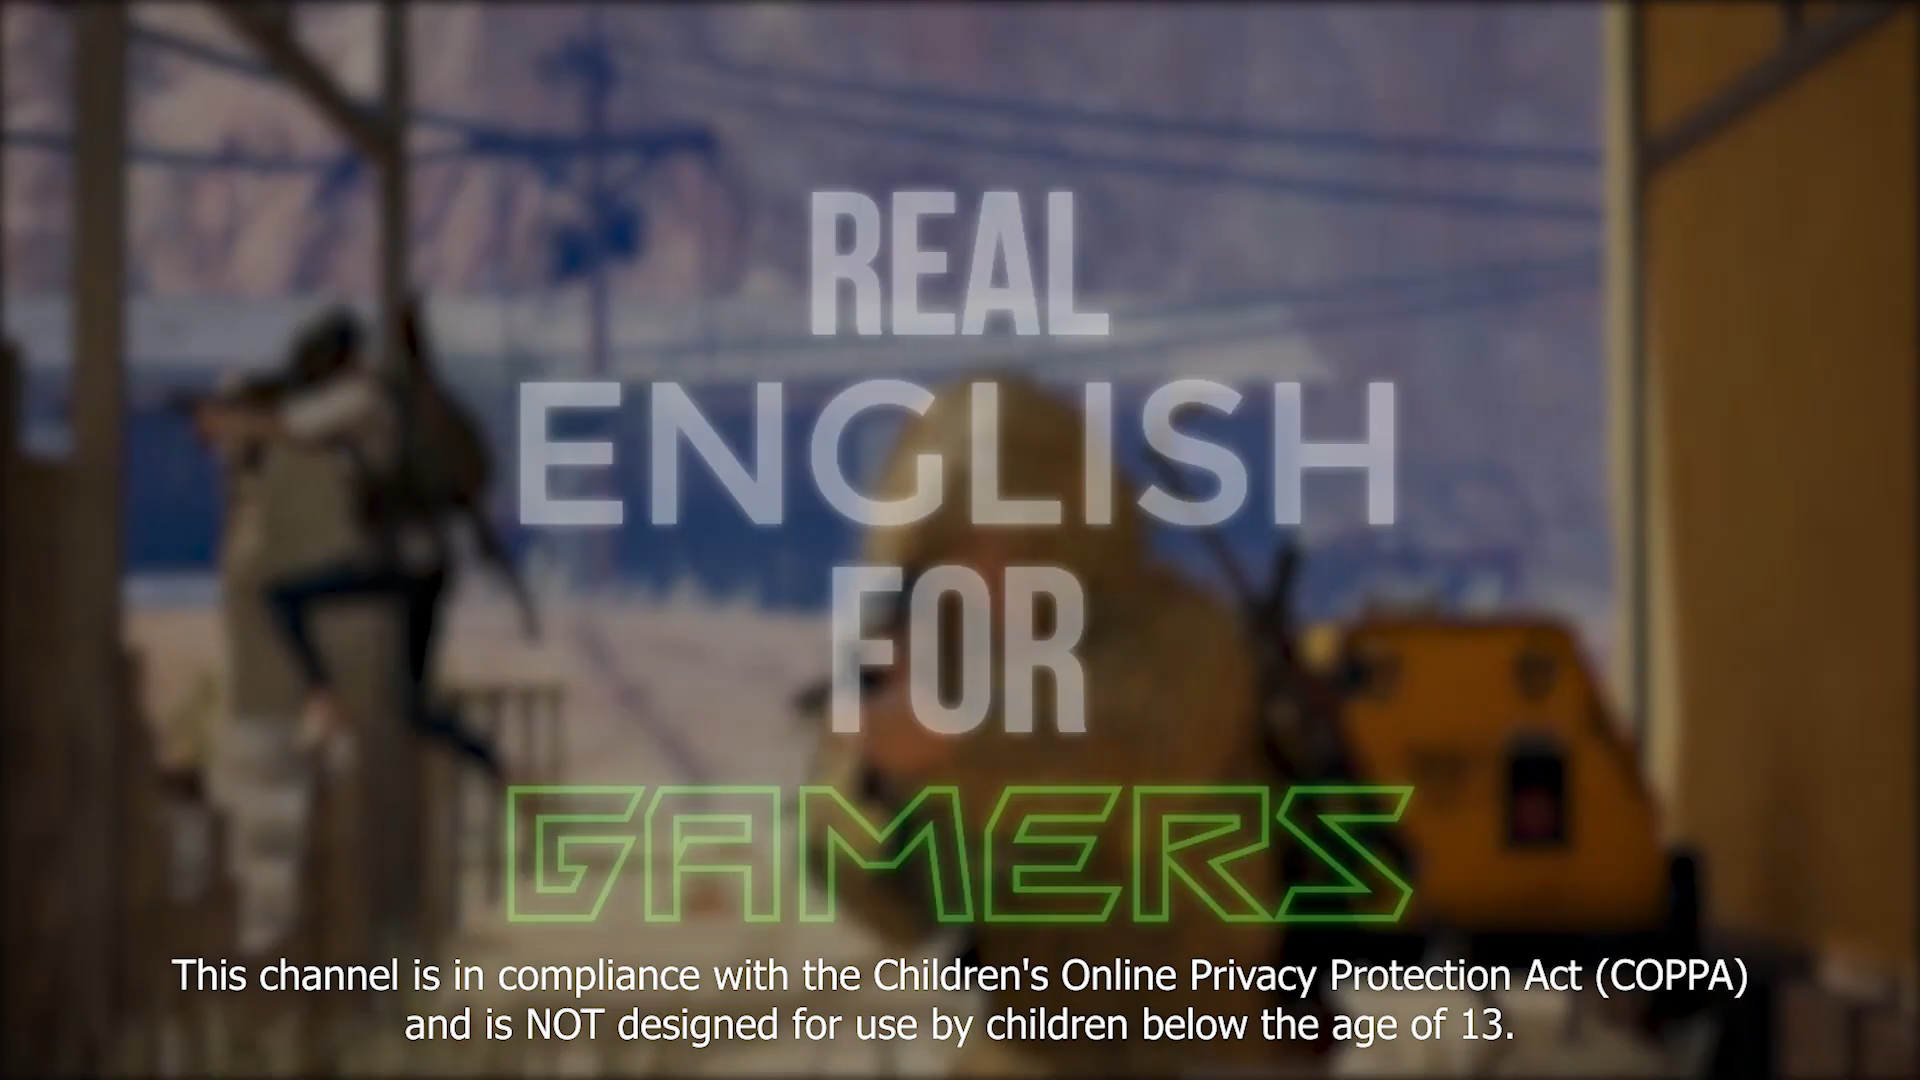 REAL
ENGLISH
FOR
GAMERS
This channel is in compliance with the Children's Online Privacy Protection Act (COPPA)
and is NOT designed for use by children below the age of 13.